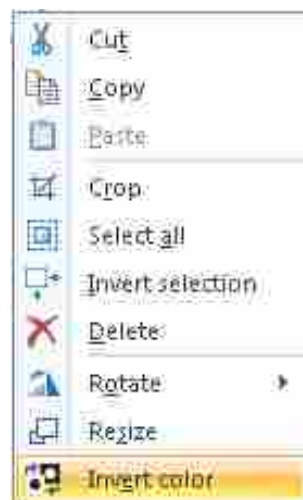 Cut
Copy
Paste
Crop
Select all
Invert selection
Delete
Rotate
Resize
Invert color